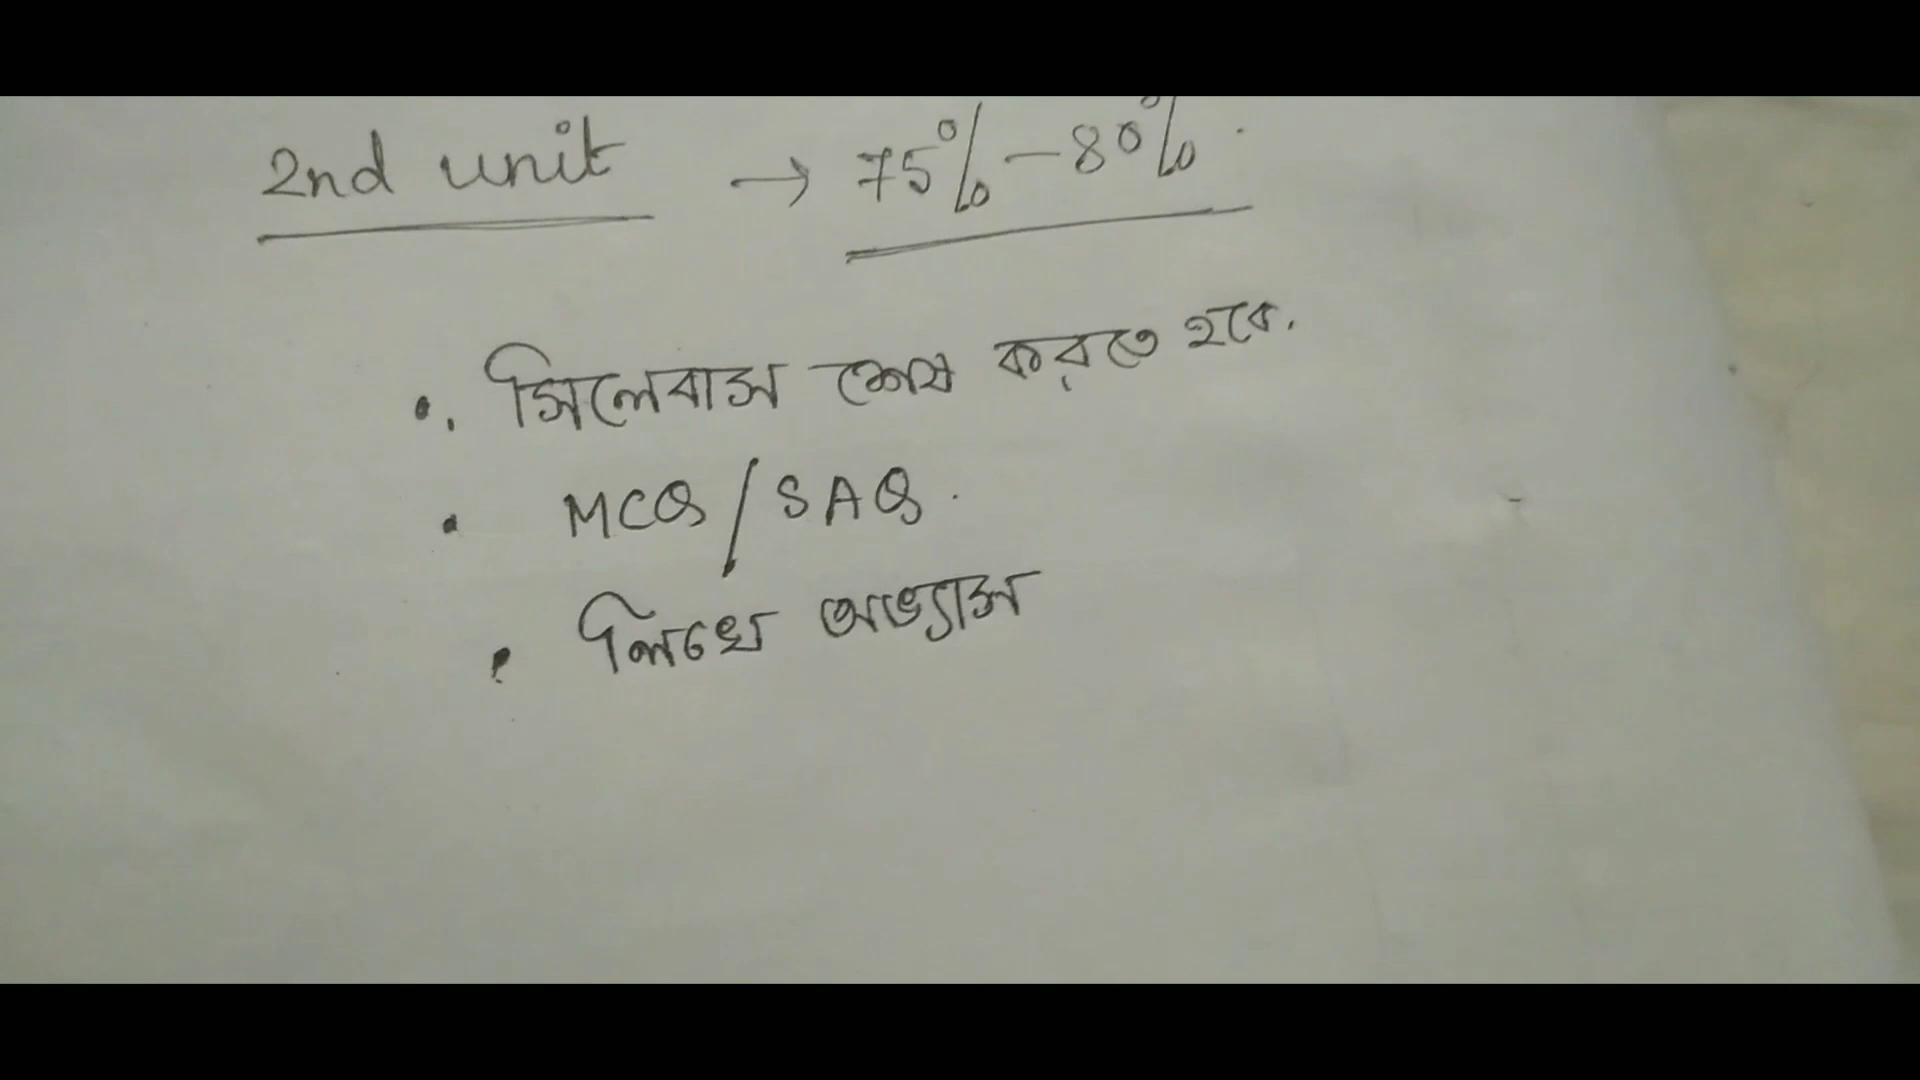 2nd unit → 75% - 80%.
• সিলেবাস শেষ করতে হবে.
• MCQ / SAQ.
• লিখে অভ্যাস